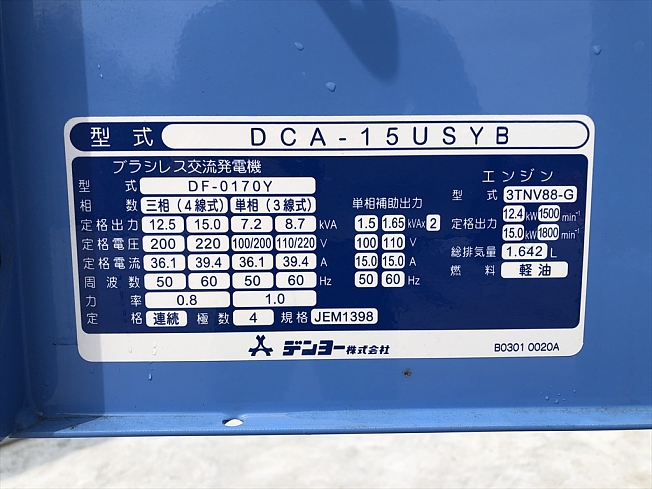 型式 DCA-15USYB
ブラシレス交流発電機
型式 DF-0170Y
相数 三相(4線式) 単相(3線式)
定格出力 12.5 15.0 7.2 8.7 kVA
定格電圧 200 220 100/200 110/220 V
定格電流 36.1 39.4 36.1 39.4 A
周波数 50 60 50 60 Hz
力率 0.8 1.0
定格 連続 極数 4 規格 JEM1398
単相補助出力
1.5 1.65 kVA× 2
100 110 V
15.0 15.0 A
50 60 Hz
エンジン
型式 3TNV88-G
定格出力 12.4 kW 1500 min-1
15.0 kW 1800 min-1
総排気量 1.642 L
燃料 軽油
デンヨー株式会社
B0301 0020A